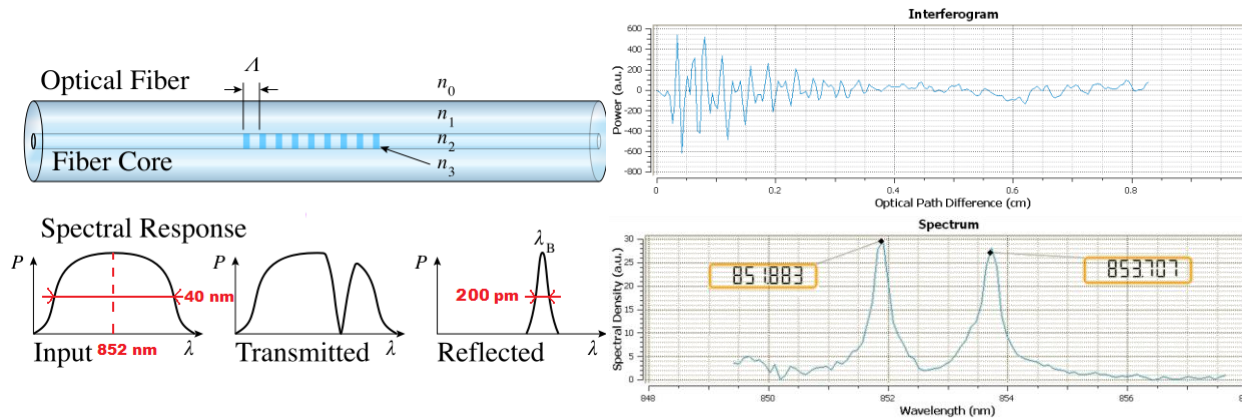 Optical Fiber
Λ
n0
n1
n2
n3
Fiber Core
Spectral Response
P
40 nm
852 nm
Input
λ
P
Transmitted
λ
P
λB
200 pm
Reflected
λ
Interferogram
Power (a.u.)
600
400
200
0
-200
-400
-600
-800
0
0.2
0.4
0.6
0.8
Optical Path Difference (cm)
Spectrum
Spectral Density (a.u.)
30
25
20
15
10
5
0
851.883
853.707
848
850
852
854
856
Wavelength (nm)